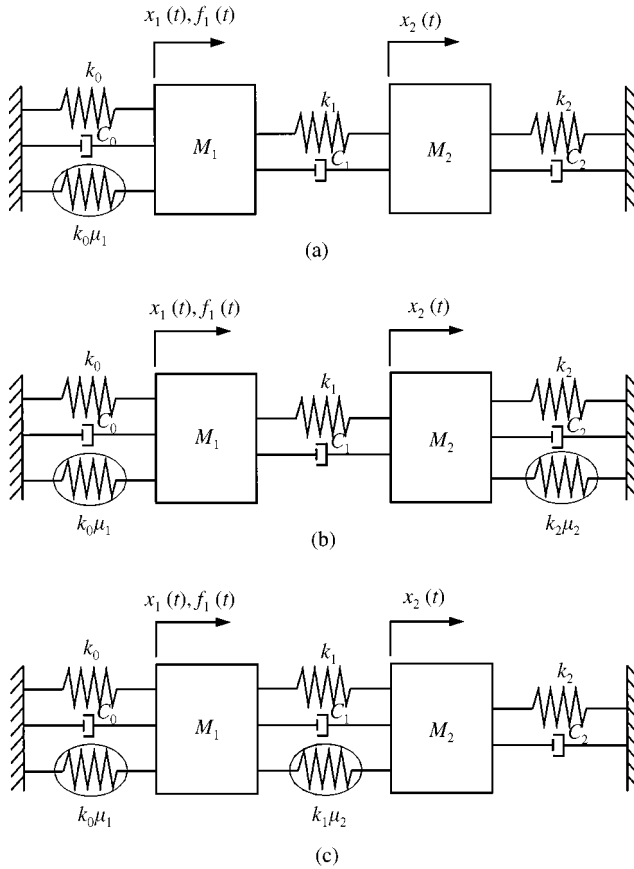 x₁ (t), f₁ (t) x₂ (t)
k₀ k₁ k₂
C₀ C₁ C₂
M₁ M₂
k₀μ₁
(a)
x₁ (t), f₁ (t) x₂ (t)
k₀ k₁ k₂
C₀ C₁ C₂
M₁ M₂
k₀μ₁ k₂μ₂
(b)
x₁ (t), f₁ (t) x₂ (t)
k₀ k₁ k₂
C₀ C₁ C₂
M₁ M₂
k₀μ₁ k₁μ₂
(c)